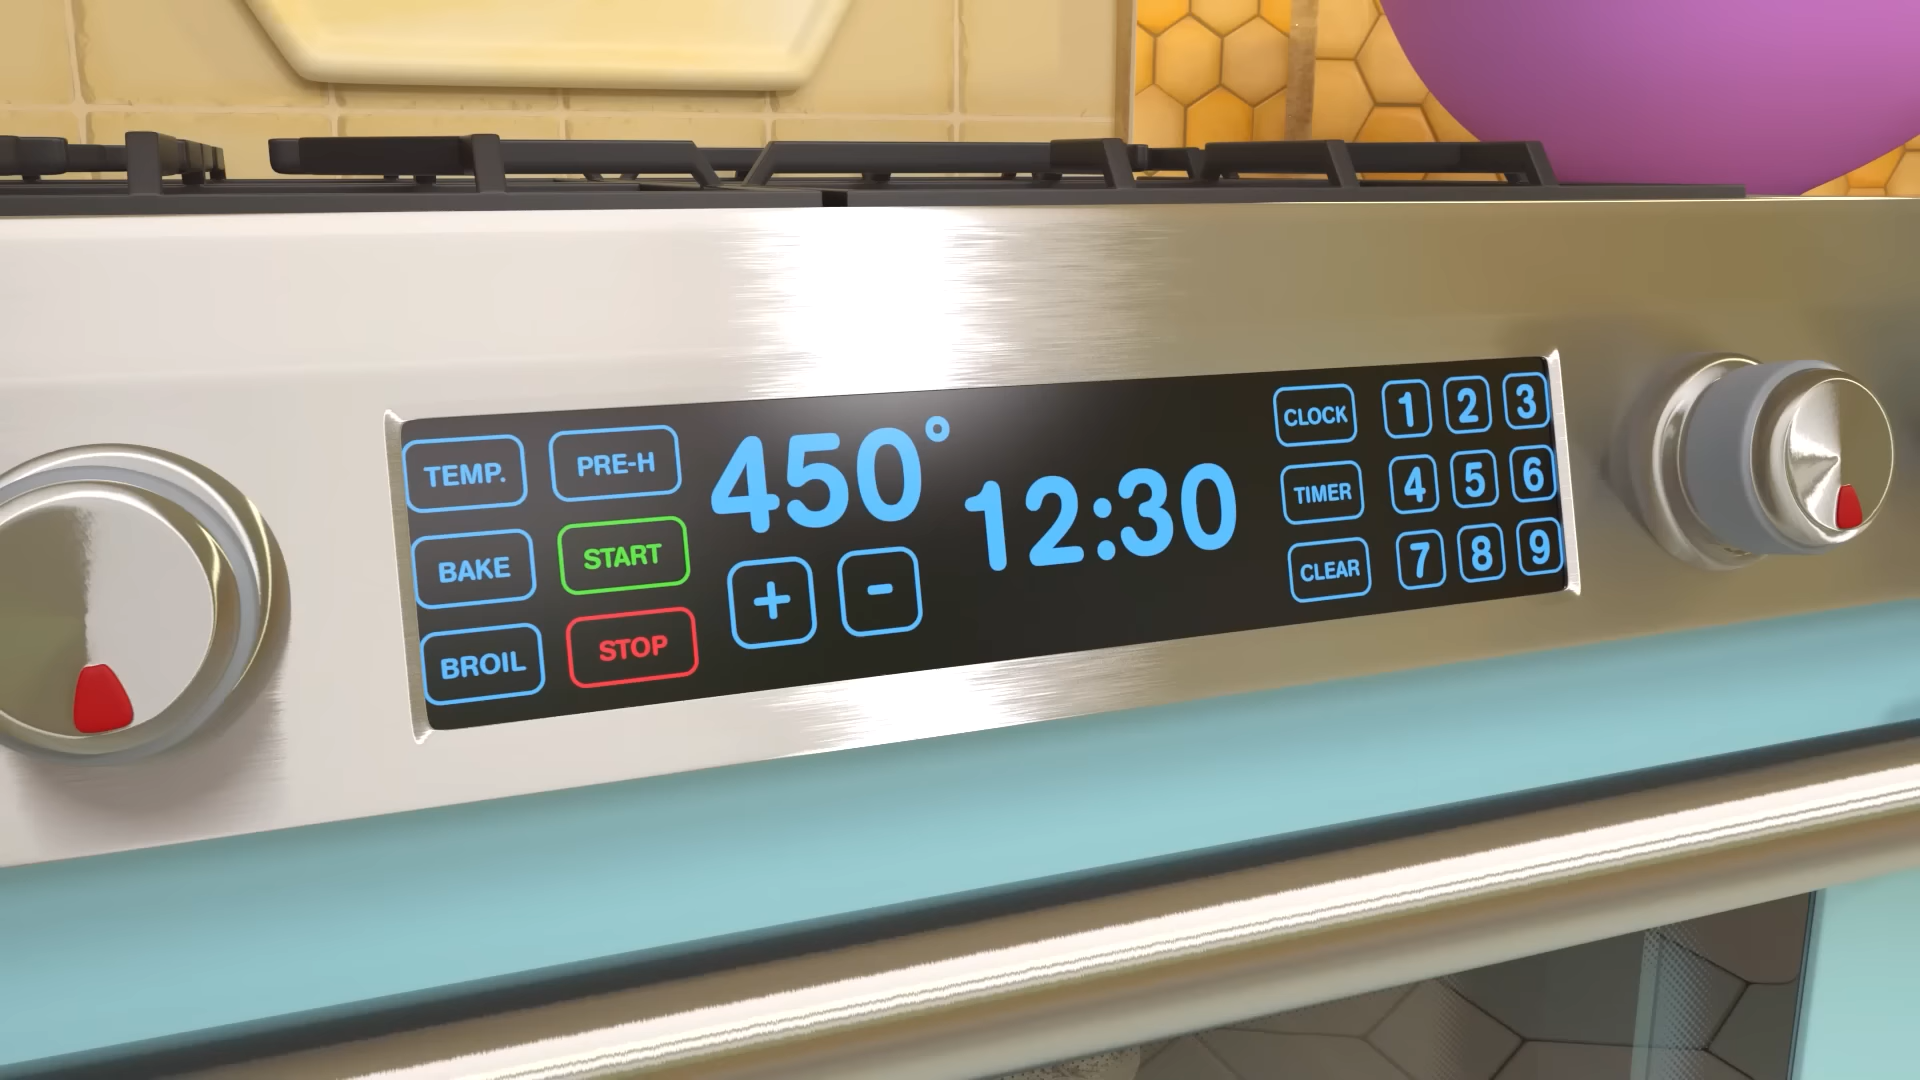 TEMP.
PRE-H
BAKE
START
BROIL
STOP
450°
+
-
12:30
CLOCK
TIMER
CLEAR
1 2 3
4 5 6
7 8 9